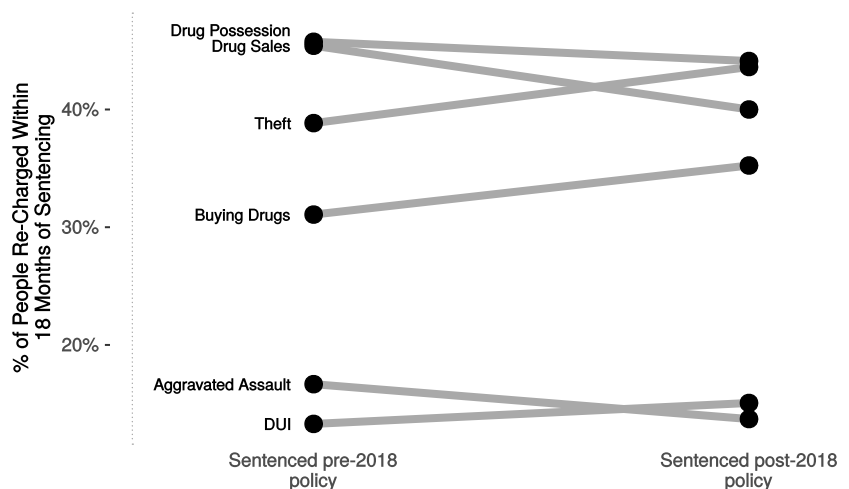 % of People Re-Charged Within
18 Months of Sentencing
40%
30%
20%
Drug Possession
Drug Sales
Theft
Buying Drugs
Aggravated Assault
DUI
Sentenced pre-2018
policy
Sentenced post-2018
policy